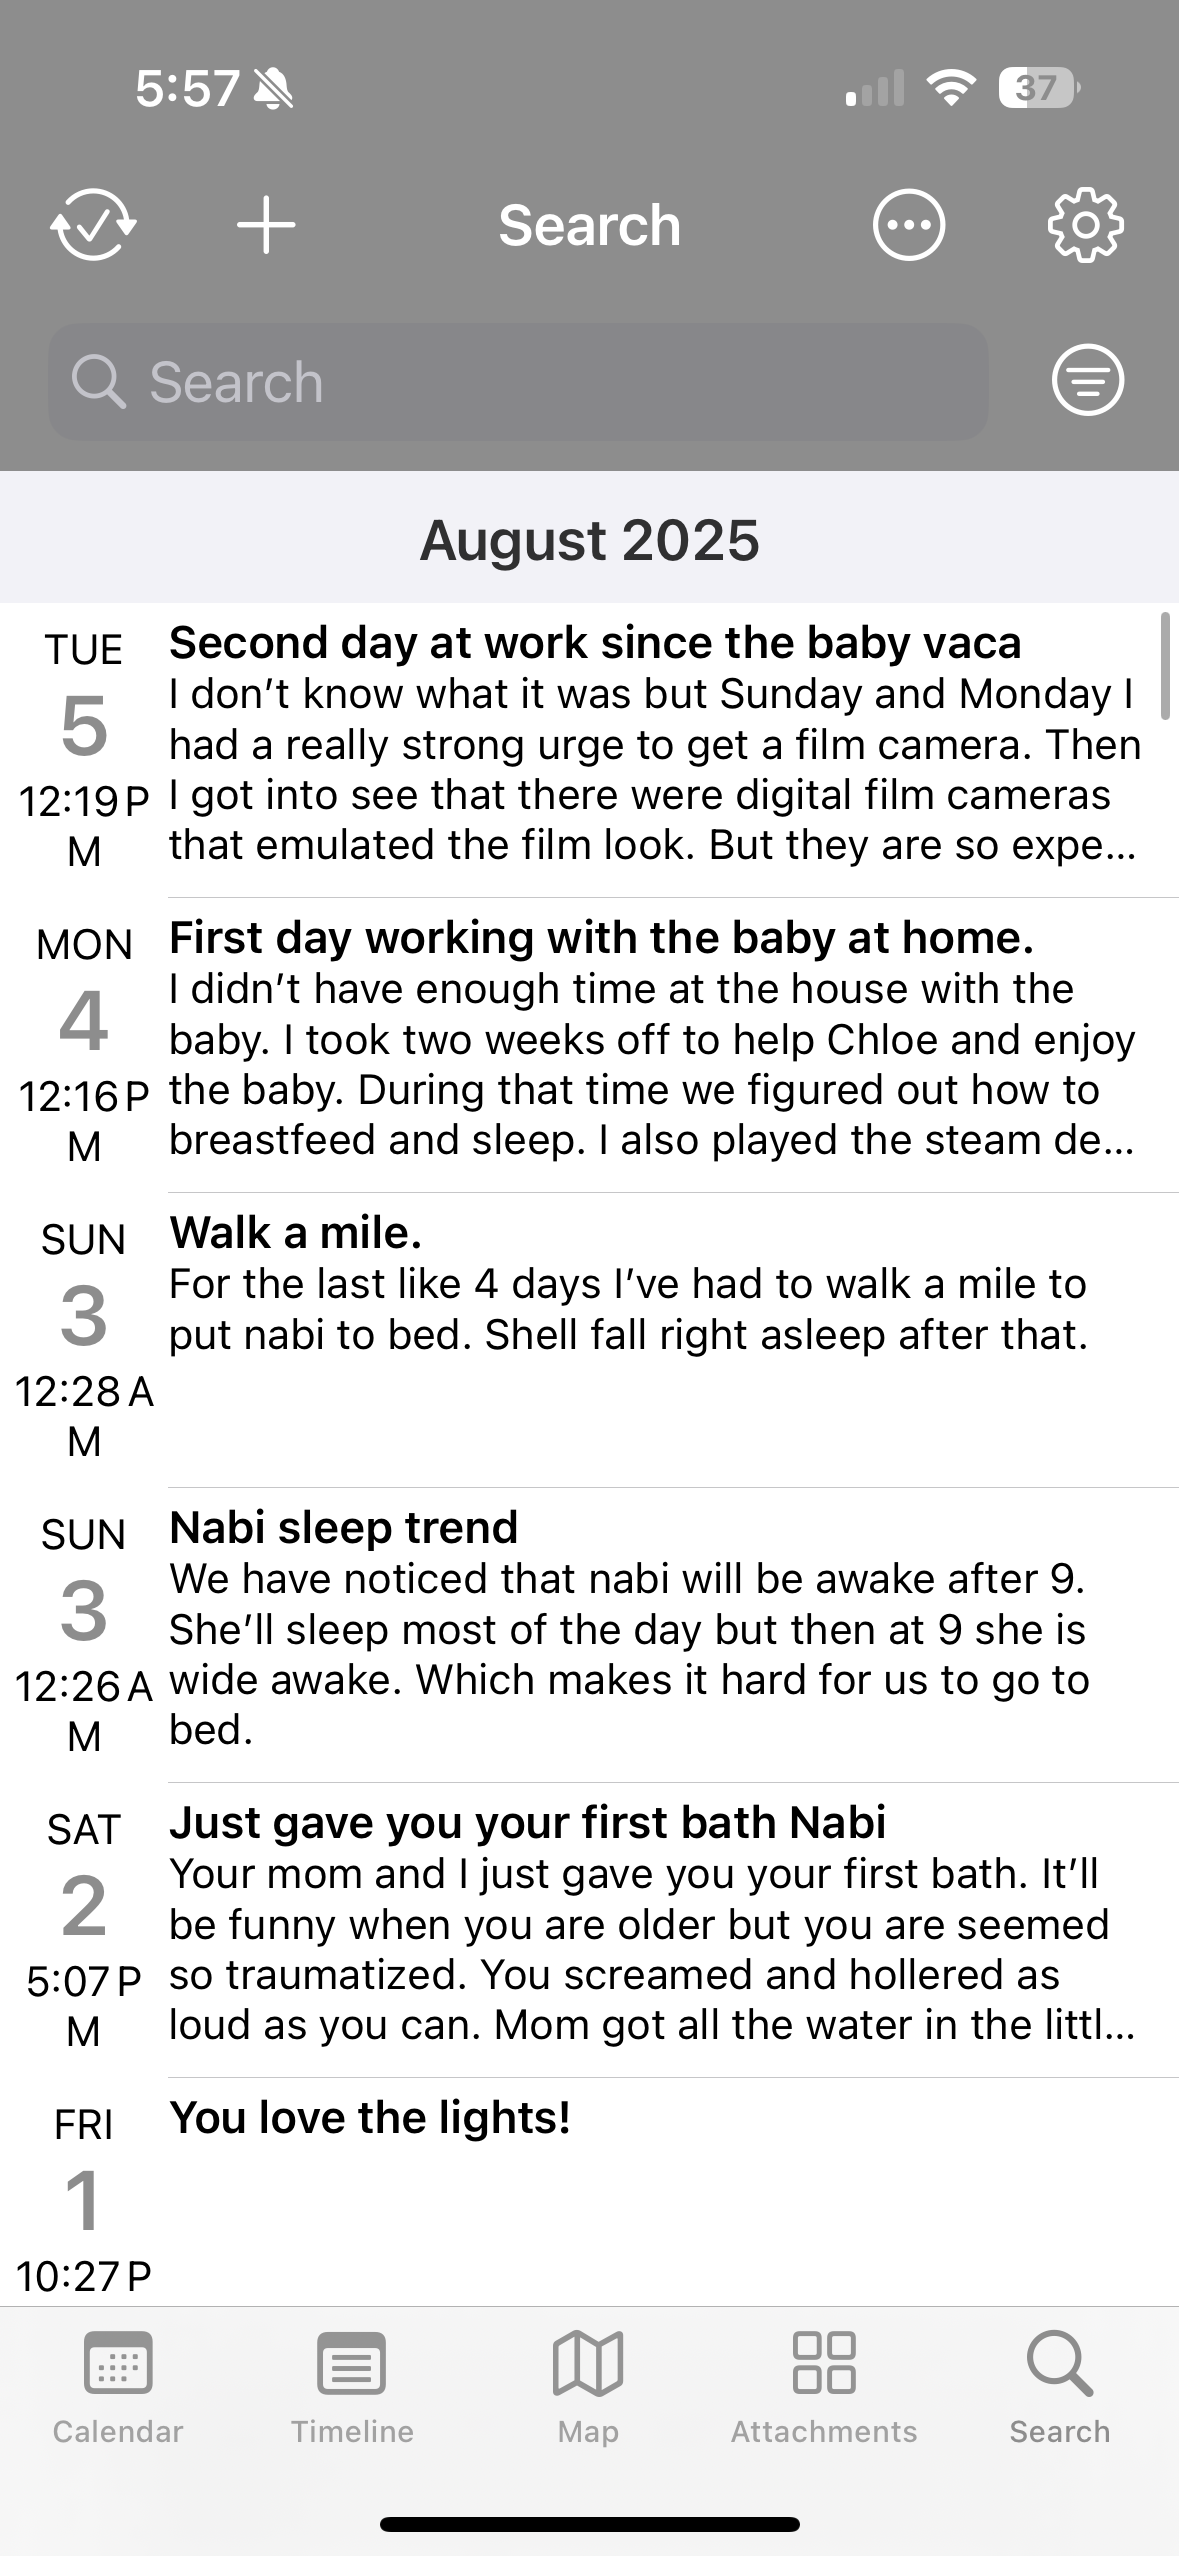 5:57
37
Search
Search
August 2025
TUE
5
12:19 P
M
Second day at work since the baby vaca
I don’t know what it was but Sunday and Monday I
had a really strong urge to get a film camera. Then
I got into see that there were digital film cameras
that emulated the film look. But they are so expe...
MON
4
12:16 P
M
First day working with the baby at home.
I didn’t have enough time at the house with the
baby. I took two weeks off to help Chloe and enjoy
the baby. During that time we figured out how to
breastfeed and sleep. I also played the steam de...
SUN
3
12:28 A
M
Walk a mile.
For the last like 4 days I’ve had to walk a mile to
put nabi to bed. Shell fall right asleep after that.
SUN
3
12:26 A
M
Nabi sleep trend
We have noticed that nabi will be awake after 9.
She’ll sleep most of the day but then at 9 she is
wide awake. Which makes it hard for us to go to
bed.
SAT
2
5:07 P
M
Just gave you your first bath Nabi
Your mom and I just gave you your first bath. It’ll
be funny when you are older but you are seemed
so traumatized. You screamed and hollered as
loud as you can. Mom got all the water in the littl...
FRI
1
10:27 P
You love the lights!
Calendar
Timeline
Map
Attachments
Search